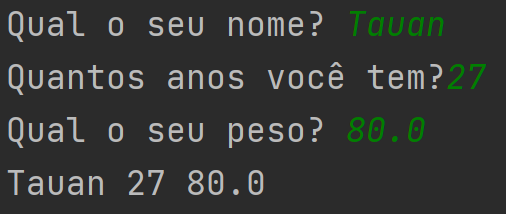 Qual o seu nome? Tauan
Quantos anos você tem?27
Qual o seu peso? 80.0
Tauan 27 80.0